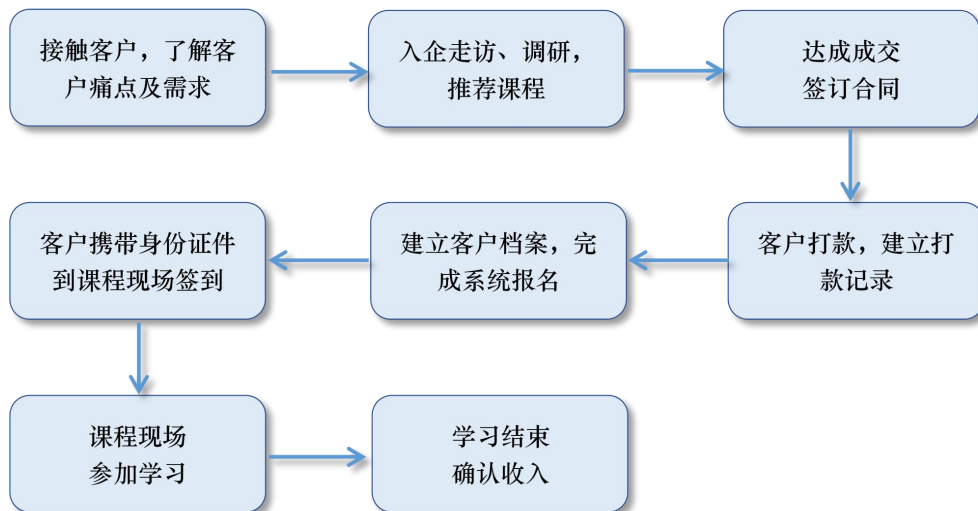 接触客户，了解客
户痛点及需求
入企走访、调研，
推荐课程
达成成交
签订合同
客户打款，建立打
款记录
建立客户档案，完
成系统报名
客户携带身份证件
到课程现场签到
课程现场
参加学习
学习结束
确认收入